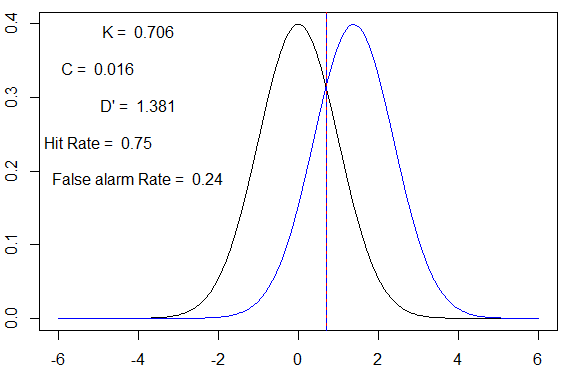 0.4
0.3
0.2
0.1
0.0
K = 0.706
C = 0.016
D' = 1.381
Hit Rate = 0.75
False alarm Rate = 0.24
-6 -4 -2 0 2 4 6